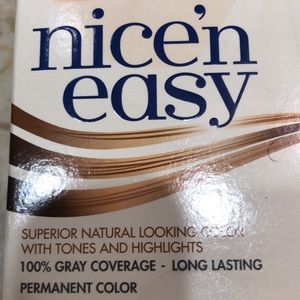 nice'n
easy
SUPERIOR NATURAL LOOKING COLOR
WITH TONES AND HIGHLIGHTS
100% GRAY COVERAGE - LONG LASTING
PERMANENT COLOR